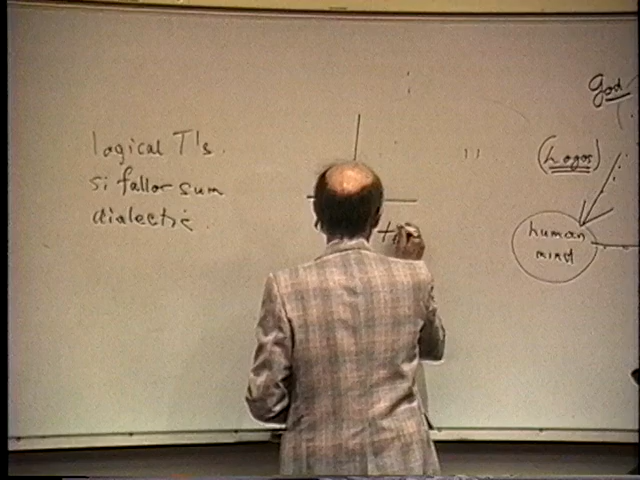 logical T's.
si fallor sum
dialectic.
god
(Logos)
human
mind